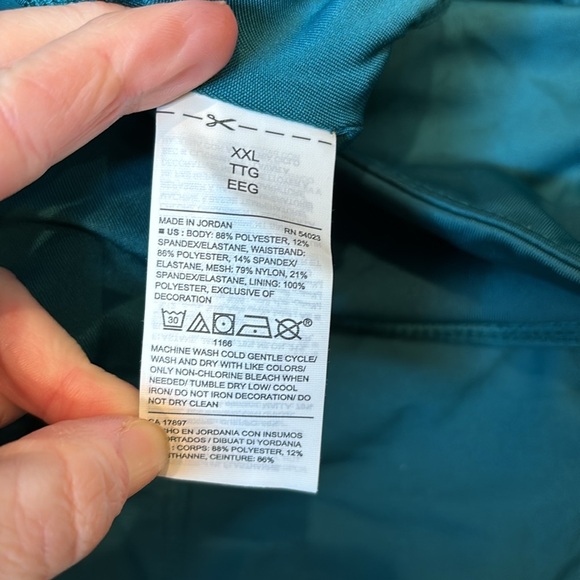 XXL
TTG
EEG
MADE IN JORDAN RN 54023
US : BODY: 88% POLYESTER, 12%
SPANDEX/ELASTANE, WAISTBAND:
86% POLYESTER, 14% SPANDEX/
ELASTANE, MESH: 79% NYLON, 21%
SPANDEX/ELASTANE, LINING: 100%
POLYESTER, EXCLUSIVE OF
DECORATION
30 ®
1166
MACHINE WASH COLD GENTLE CYCLE/
WASH AND DRY WITH LIKE COLORS/
ONLY NON-CHLORINE BLEACH WHEN
NEEDED/ TUMBLE DRY LOW/ COOL
IRON/ DO NOT IRON DECORATION/ DO
NOT DRY CLEAN
CA 17897
HO EN JORDANIA CON INSUMOS
ORTADOS / DIBUAT DI YORDANIA
: CORPS: 88% POLYESTER, 12%
THANNE, CEINTURE: 86%